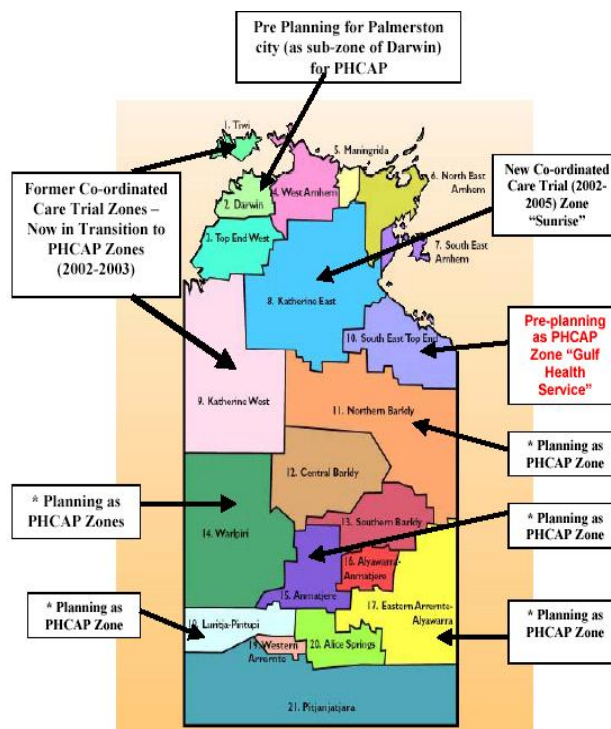 Pre Planning for Palmerston
city (as sub-zone of Darwin)
for PHCAP
1. Tiwi
5. Maningrida
6. North East
Arnhem
4. West Arnhem
2. Darwin
3. Top End West
7. South East
Arnhem
Former Co-ordinated
Care Trial Zones –
Now in Transition to
PHCAP Zones
(2002-2003)
New Co-ordinated
Care Trial (2002-
2005) Zone
“Sunrise”
8. Katherine East
10. South East Top End
Pre-planning
as PHCAP
Zone “Gulf
Health
Service”
9. Katherine West
11. Northern Barkly
* Planning as
PHCAP Zone
12. Central Barkly
* Planning as
PHCAP Zones
13. Southern Barkly
* Planning as
PHCAP Zone
14. Warlpiri
16. Alyawarra-
Anmatjere
15. Anmatjere
17. Eastern Arrernte-
Alyawarra
* Planning as
PHCAP Zone
18. Luritja-Pintupi
* Planning as
PHCAP Zone
19. Western
Arrernte
20. Alice Springs
21. Pitjanjatjara